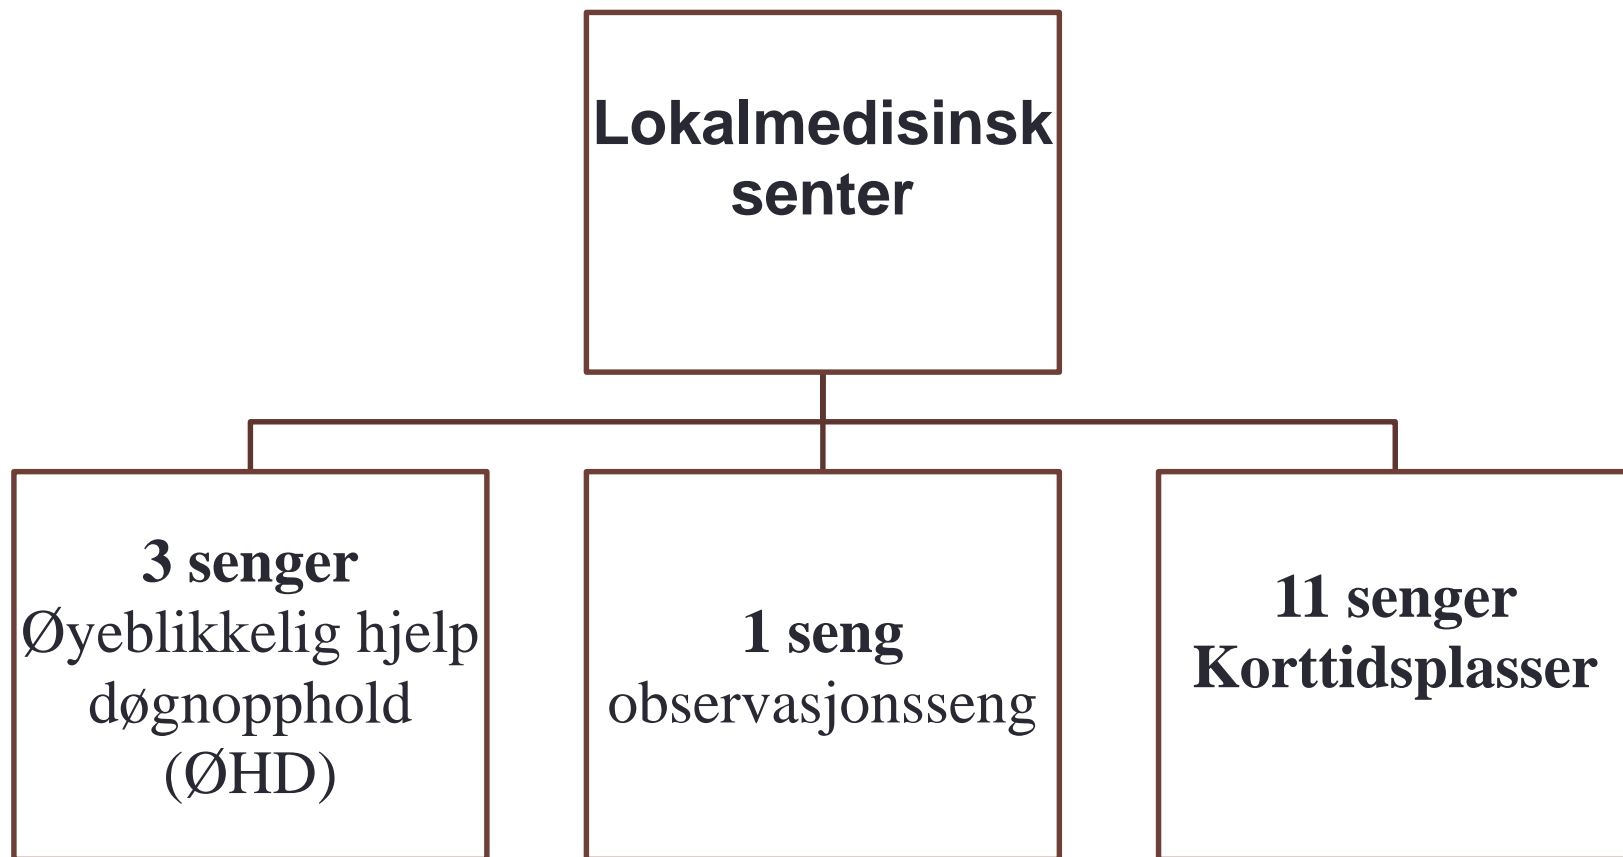 Lokalmedisinsk
senter
3 senger
Øyeblikkelig hjelp
døgnopphold
(ØHD)
1 seng
observasjonsseng
11 senger
Korttidsplasser